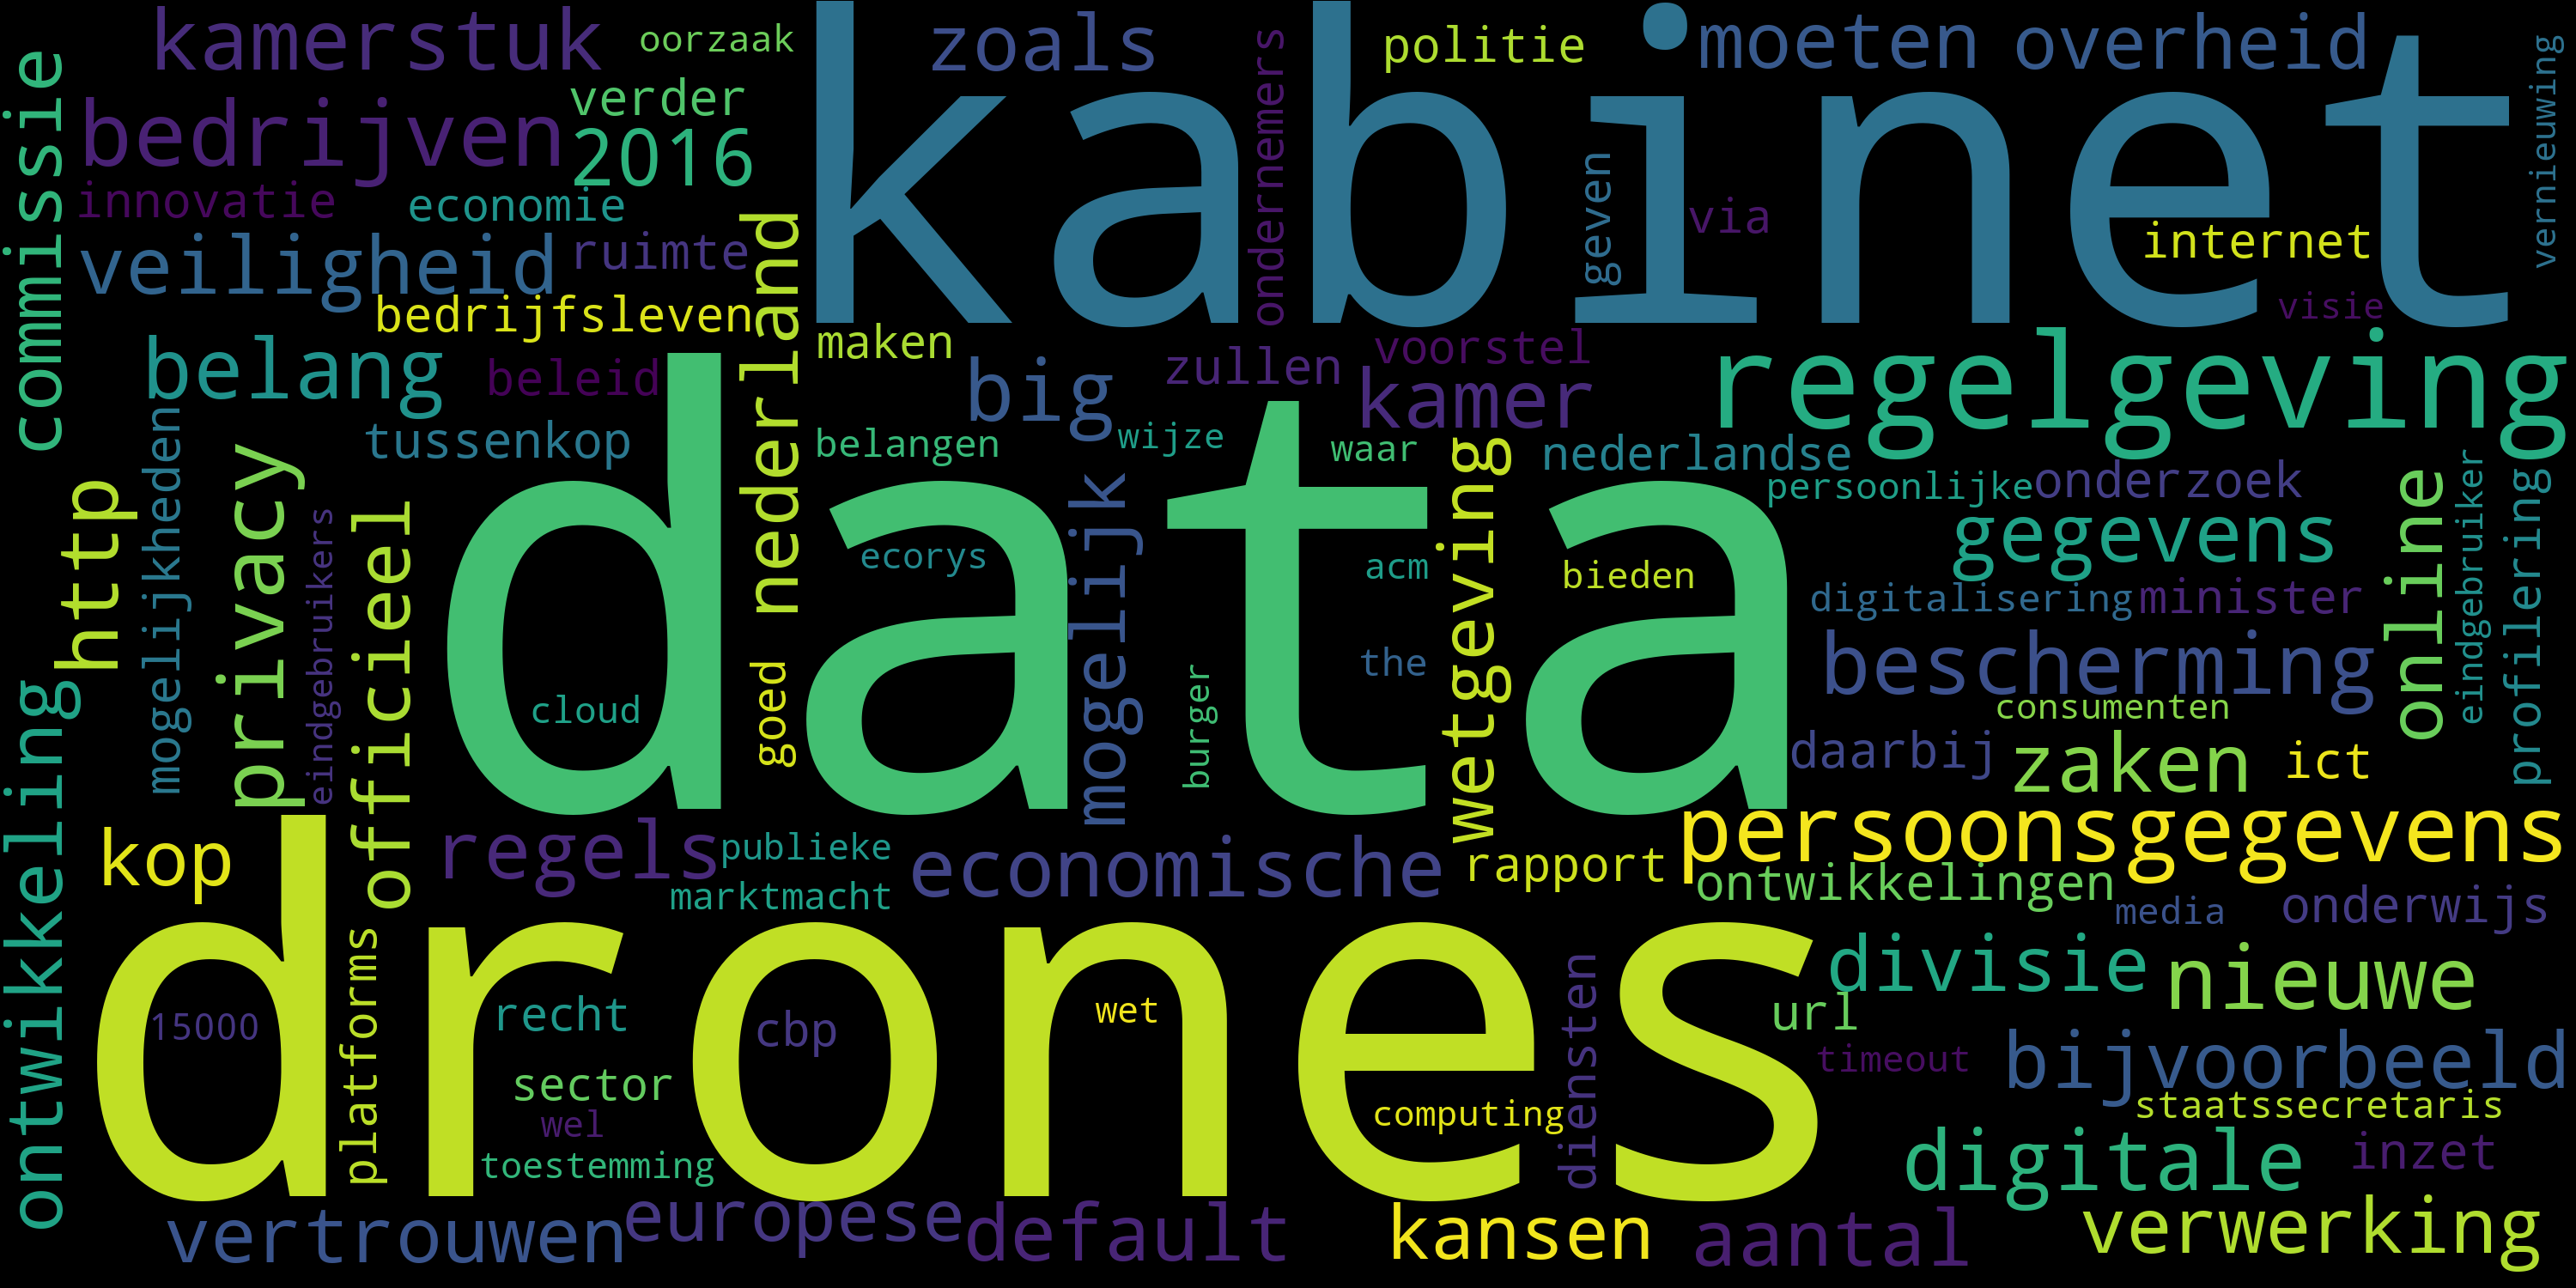 kamerstuk
oorzaak
zoals
kabinet
politie
moeten
overheid
vernieuwing
commissie
bedrijven
verder
2016
ondernemers
innovatie
economie
geven
via
internet
veiligheid
ruimte
nederland
bedrijfsleven
visie
maken
belang
beleid
big
zullen
voorstel
kamer
regelgeving
mogelijkheden
tussenkop
data
belangen
wijze
waar
nederlandse
http
privacy
eindgebruikers
officieel
mogelijk
wetgeving
persoonlijke
onderzoek
online
eindgebruiker
profilering
gegevens
ecorys
acm
bieden
digitalisering
minister
the
bescherming
ontwikkeling
cloud
goed
burger
consumenten
daarbij
zaken
ict
kop
regels
publieke
economische
rapport
persoonsgegevens
marktmacht
ontwikkelingen
drones
media
onderwijs
platforms
diensten
divisie
nieuwe
15000
recht
cbp
wet
url
sector
timeout
bijvoorbeeld
wel
computing
staatssecretaris
toestemming
digitale
inzet
vertrouwen
europese
default
kansen
aantal
verwerking